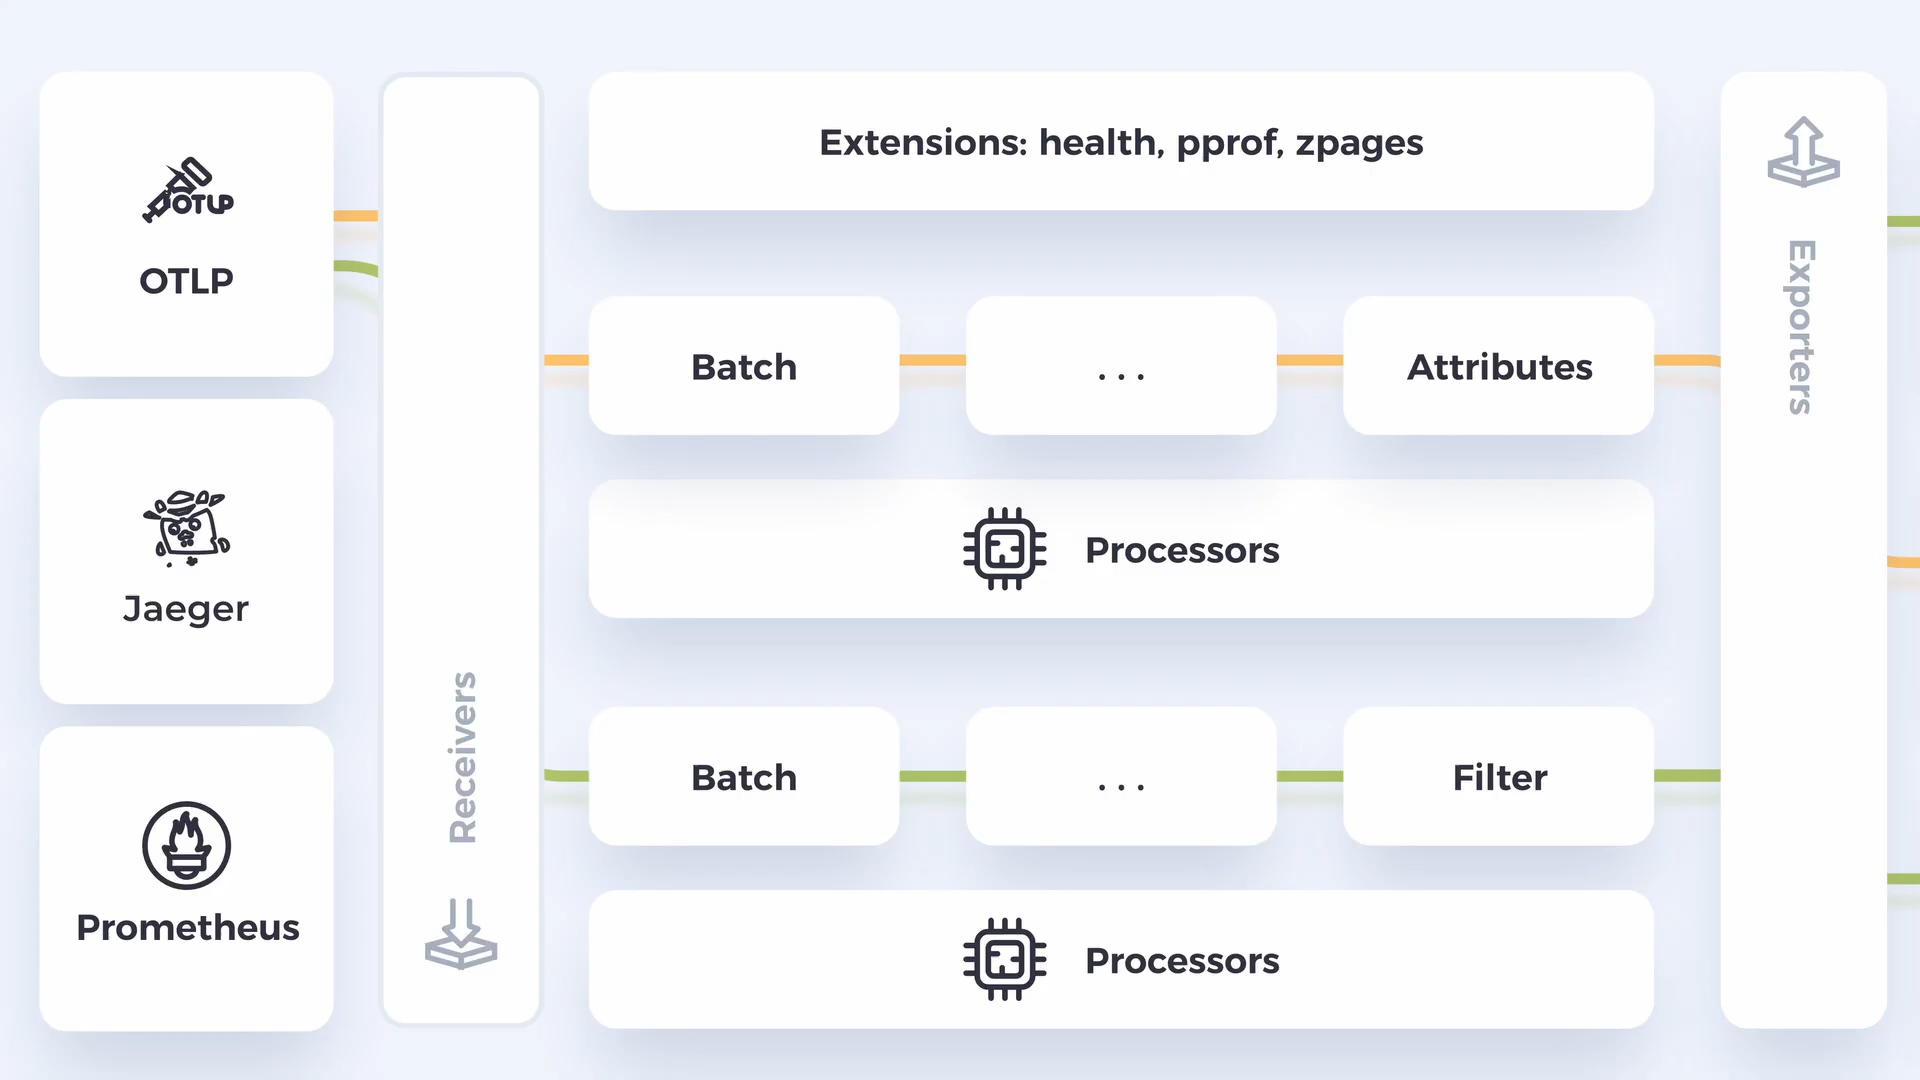 OTLP
OTLP
Jaeger
Prometheus
Receivers
Extensions: health, pprof, zpages
Batch
...
Attributes
Processors
Batch
...
Filter
Processors
Exporters